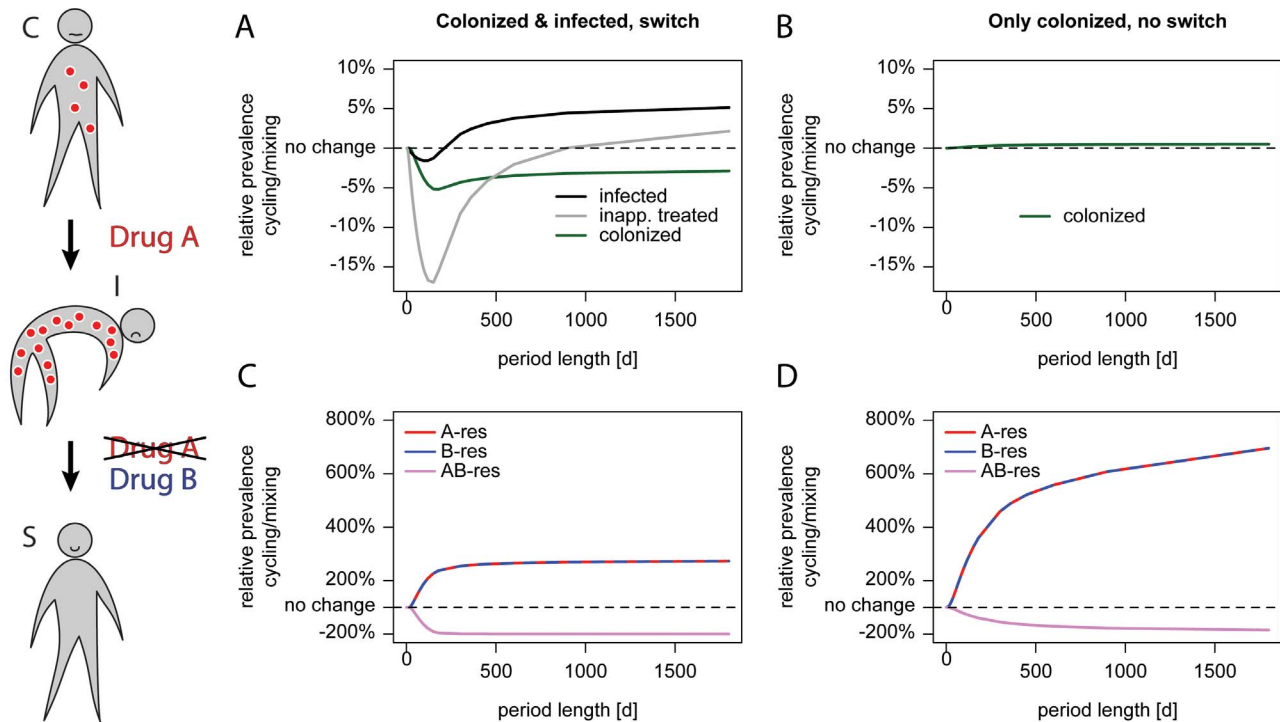 C
Drug A
I
Drug A
Drug B
S
A
Colonized & infected, switch
relative prevalence
cycling/mixing
10%
5%
no change
-5%
-10%
-15%
infected
inapp. treated
colonized
0
500
1000
1500
period length [d]
B
Only colonized, no switch
relative prevalence
cycling/mixing
10%
5%
no change
-5%
-10%
-15%
colonized
0
500
1000
1500
period length [d]
C
relative prevalence
cycling/mixing
800%
600%
400%
200%
no change
-200%
A-res
B-res
AB-res
0
500
1000
1500
period length [d]
D
relative prevalence
cycling/mixing
800%
600%
400%
200%
no change
-200%
A-res
B-res
AB-res
0
500
1000
1500
period length [d]